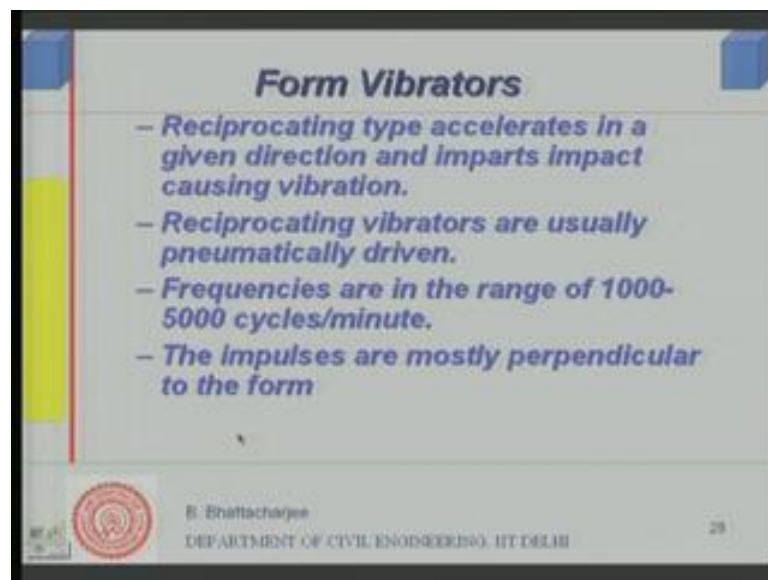 Form Vibrators
– Reciprocating type accelerates in a
given direction and imparts impact
causing vibration.
– Reciprocating vibrators are usually
pneumatically driven.
– Frequencies are in the range of 1000-
5000 cycles/minute.
– The impulses are mostly perpendicular
to the form
B. Bhattacharjee
DEPARTMENT OF CIVIL ENGINEERING, IIT DELHI